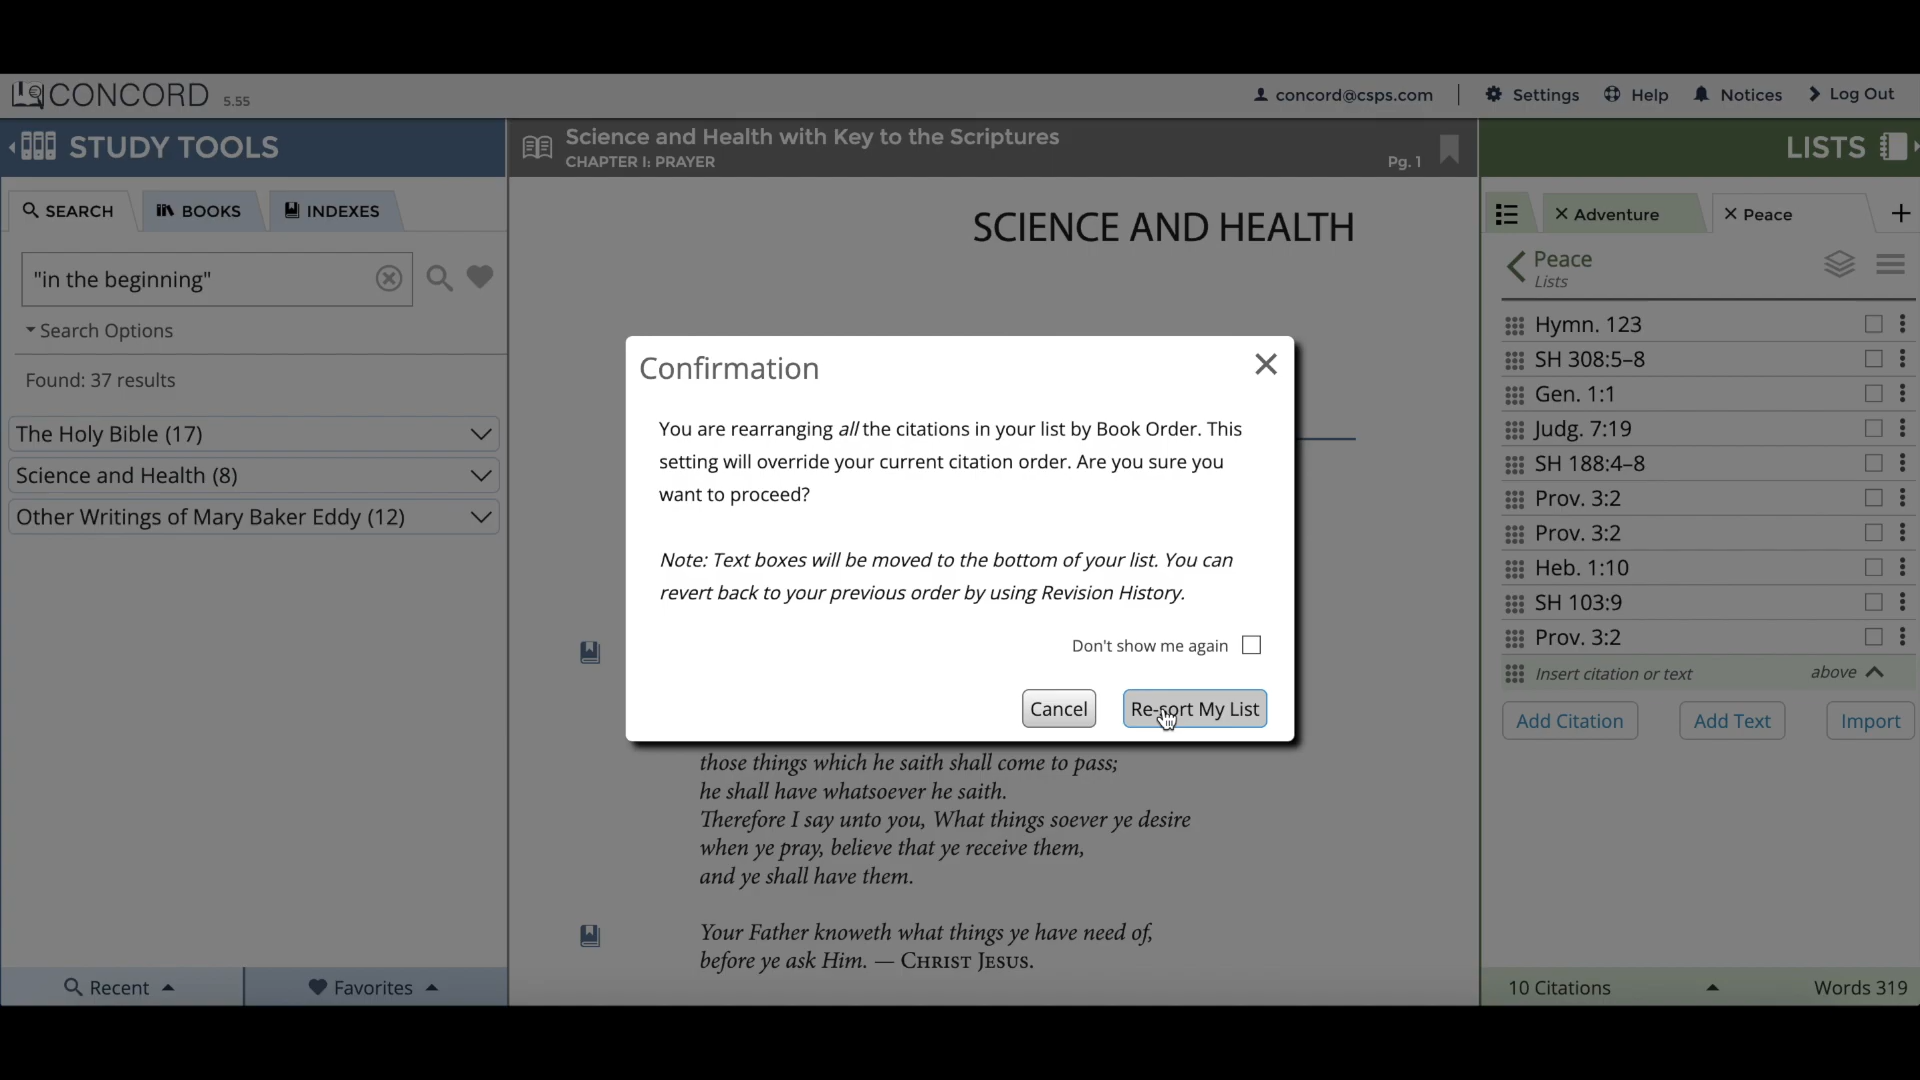 CONCORD 5.55
concord@csps.com
Settings
Help
Notices
Log Out
STUDY TOOLS
Science and Health with Key to the Scriptures
CHAPTER I: PRAYER
Pg. 1
LISTS
SEARCH
BOOKS
INDEXES
"in the beginning"
Search Options
Found: 37 results
The Holy Bible (17)
Science and Health (8)
Other Writings of Mary Baker Eddy (12)
Recent
Favorites
SCIENCE AND HEALTH
Confirmation
You are rearranging all the citations in your list by Book Order. This
setting will override your current citation order. Are you sure you
want to proceed?
Note: Text boxes will be moved to the bottom of your list. You can
revert back to your previous order by using Revision History.
Don't show me again
Cancel
Re-sort My List
those things which he saith shall come to pass;
he shall have whatsoever he saith.
Therefore I say unto you, What things soever ye desire
when ye pray, believe that ye receive them,
and ye shall have them.
Your Father knoweth what things ye have need of,
before ye ask Him. — CHRIST JESUS.
Adventure
Peace
Peace
Lists
Hymn. 123
SH 308:5–8
Gen. 1:1
Judg. 7:19
SH 188:4–8
Prov. 3:2
Prov. 3:2
Heb. 1:10
SH 103:9
Prov. 3:2
Insert citation or text
above
Add Citation
Add Text
Import
10 Citations
Words 319